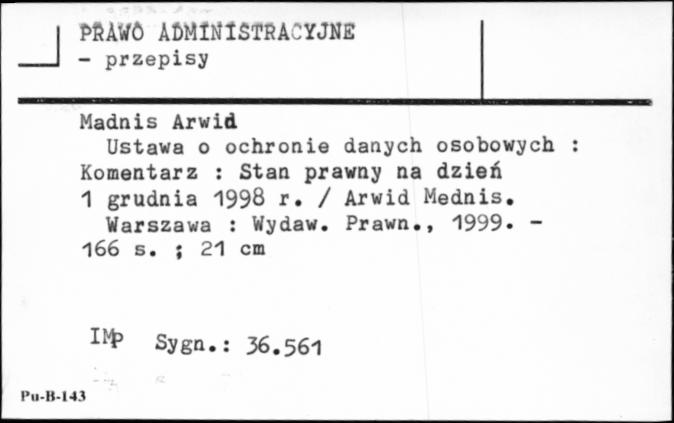 PRAWO ADMINISTRACYJNE
- przepisy
Madnis Arwid
Ustawa o ochronie danych osobowych :
Komentarz : Stan prawny na dzień
1 grudnia 1998 r. / Arwid Mednis.
Warszawa : Wydaw. Prawn., 1999. -
166 s. ; 21 cm
IMp Sygn.: 36.561
Pu-B-143